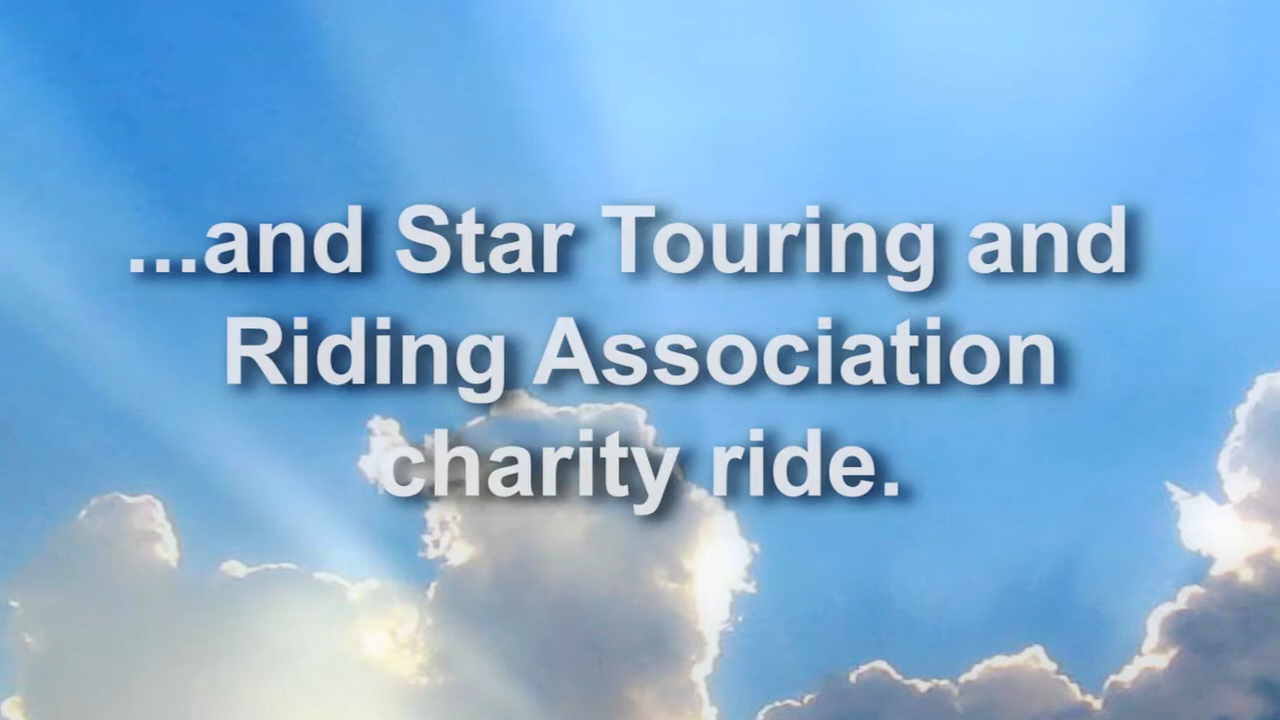 ...and Star Touring and
Riding Association
charity ride.